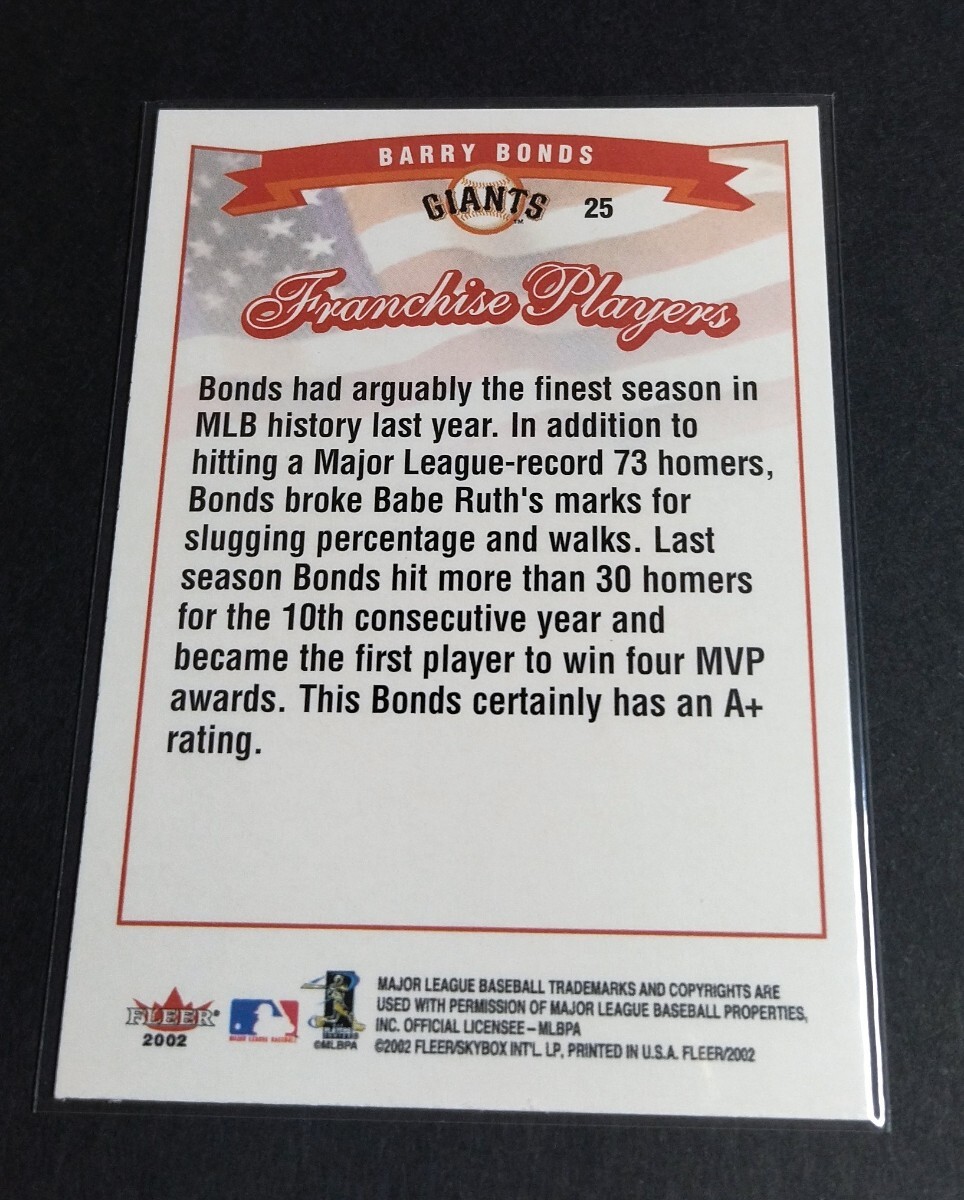 BARRY BONDS
GIANTS 25
Franchise Players
Bonds had arguably the finest season in
MLB history last year. In addition to
hitting a Major League-record 73 homers,
Bonds broke Babe Ruth's marks for
slugging percentage and walks. Last
season Bonds hit more than 30 homers
for the 10th consecutive year and
became the first player to win four MVP
awards. This Bonds certainly has an A+
rating.
FLEER®
2002
MAJOR LEAGUE BASEBALL
©MLBPA
MAJOR LEAGUE BASEBALL TRADEMARKS AND COPYRIGHTS ARE
USED WITH PERMISSION OF MAJOR LEAGUE BASEBALL PROPERTIES,
INC. OFFICIAL LICENSEE – MLBPA
©2002 FLEER/SKYBOX INT'L. LP, PRINTED IN U.S.A. FLEER/2002